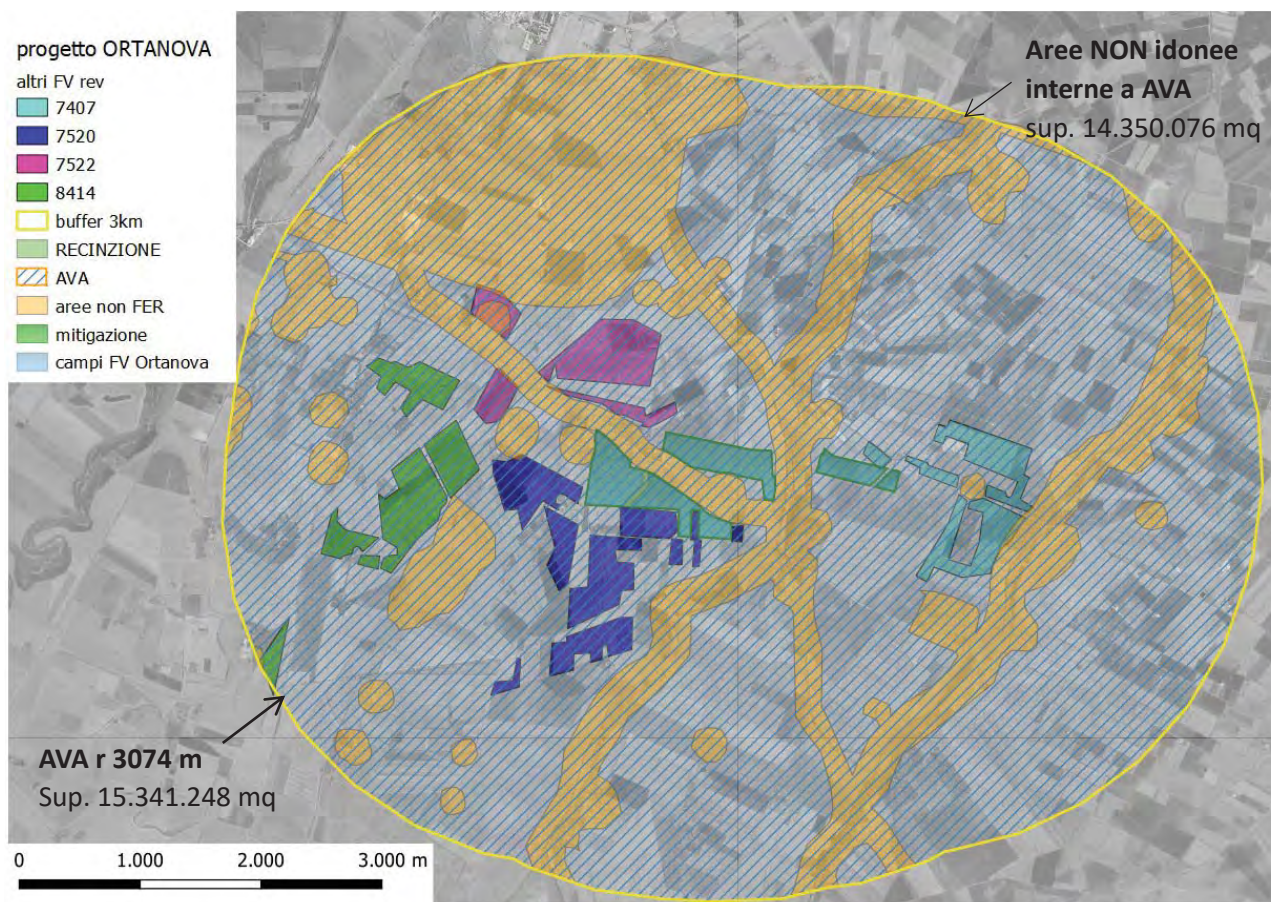 progetto ORTANOVA
altri FV rev
7407
7520
7522
8414
buffer 3km
RECINZIONE
AVA
aree non FER
mitigazione
campi FV Ortanova
Aree NON idonee
interne a AVA
sup. 14.350.076 mq
AVA r 3074 m
Sup. 15.341.248 mq
0 1.000 2.000 3.000 m